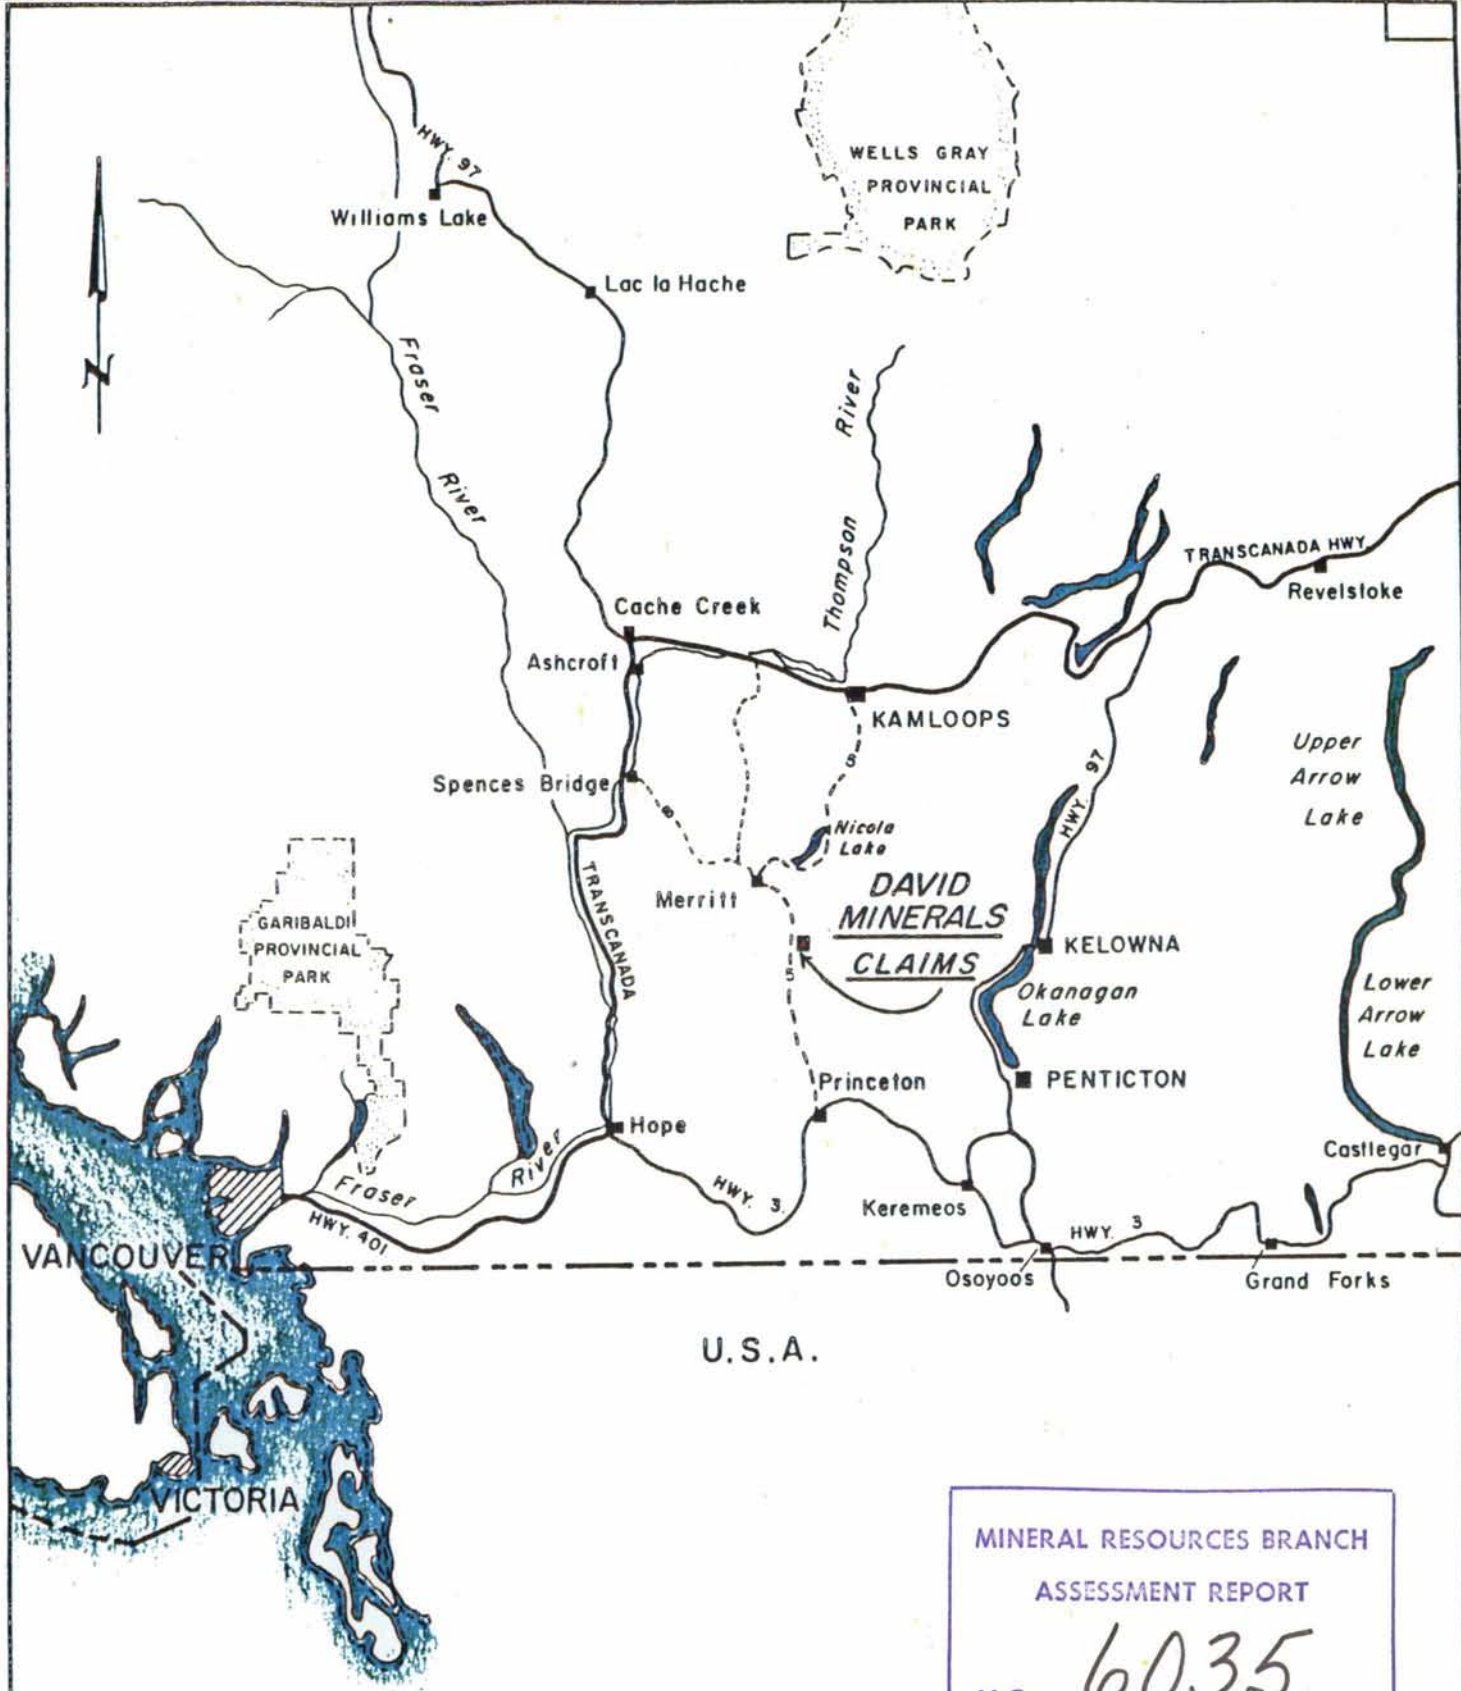 HWY. 97
Williams Lake
Lac la Hache
WELLS GRAY
PROVINCIAL
PARK
N
Fraser
River
Thompson
River
TRANSCANADA HWY.
Revelstoke
Cache Creek
Ashcroft
KAMLOOPS
Spences Bridge
8
5
Nicola
Lake
HWY. 97
Upper
Arrow
Lake
Merritt
DAVID
MINERALS
CLAIMS
KELOWNA
Okanagan
Lake
Lower
Arrow
Lake
GARIBALDI
PROVINCIAL
PARK
TRANSCANADA
5
Princeton
PENTICTON
Hope
Castlegar
Fraser
River
HWY. 401
HWY. 3
Keremeos
HWY. 3
Osoyoos
Grand Forks
VANCOUVER
U.S.A.
VICTORIA
MINERAL RESOURCES BRANCH
ASSESSMENT REPORT
6035